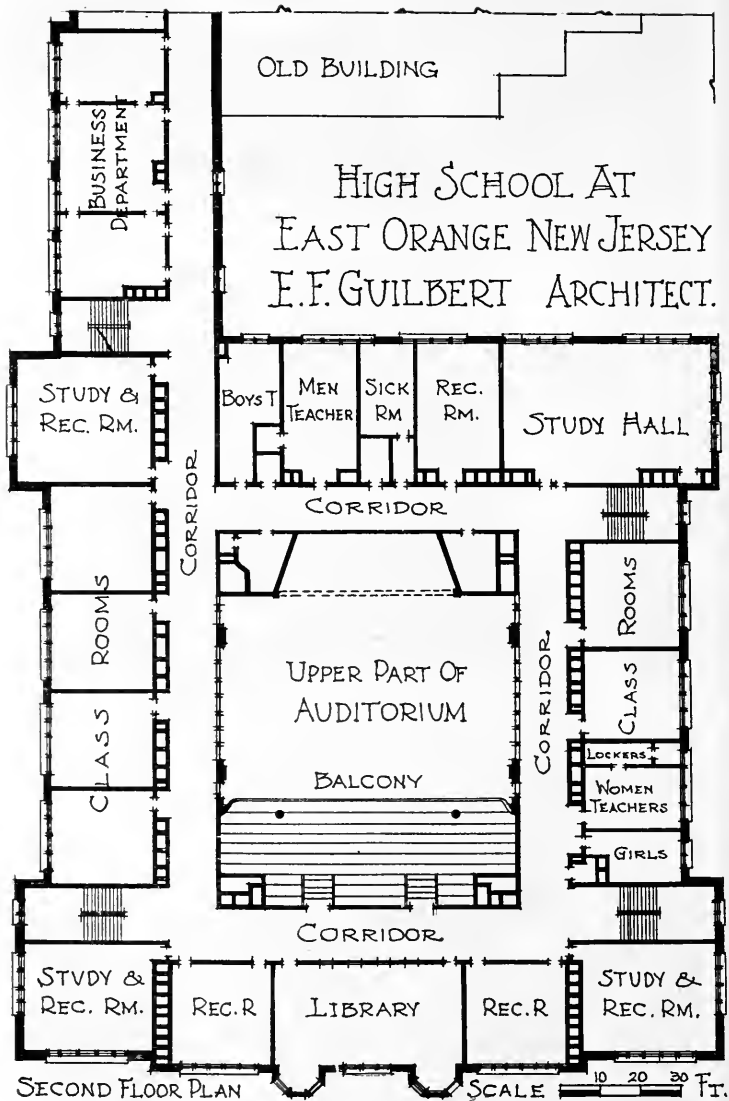 OLD BUILDING
BUSINESS
DEPARTMENT
HIGH SCHOOL AT
EAST ORANGE NEW JERSEY
E.F. GUILBERT ARCHITECT.
STUDY &
REC. RM.
BOYS T
MEN
TEACHER
SICK
RM
REC.
RM.
STUDY HALL
CORRIDOR
CORRIDOR
CLASS ROOMS
UPPER PART OF
AUDITORIUM
BALCONY
CORRIDOR
CLASS ROOMS
LOCKERS
WOMEN
TEACHERS
GIRLS
CORRIDOR
STUDY &
REC. RM.
REC. R
LIBRARY
REC. R
STUDY &
REC. RM.
SECOND FLOOR PLAN
SCALE 10 20 30 FT.